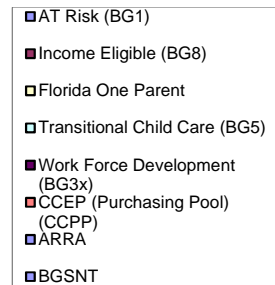 AT Risk (BG1)
Income Eligible (BG8)
Florida One Parent
Transitional Child Care (BG5)
Work Force Development
(BG3x)
CCEP (Purchasing Pool)
(CCPP)
ARRA
BGSNT